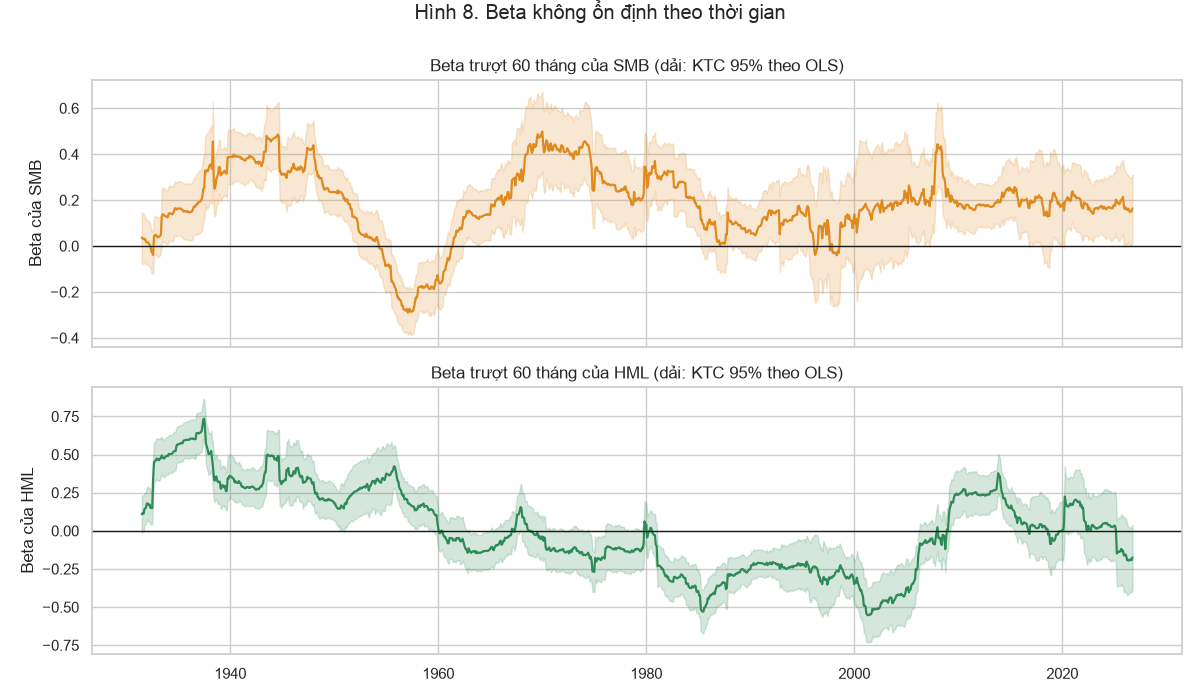 Hình 8. Beta không ổn định theo thời gian
Beta trượt 60 tháng của SMB (dải: KTC 95% theo OLS)
Beta của SMB
0.6
0.4
0.2
0.0
−0.2
−0.4
Beta trượt 60 tháng của HML (dải: KTC 95% theo OLS)
Beta của HML
0.75
0.50
0.25
0.00
−0.25
−0.50
−0.75
1940 1960 1980 2000 2020